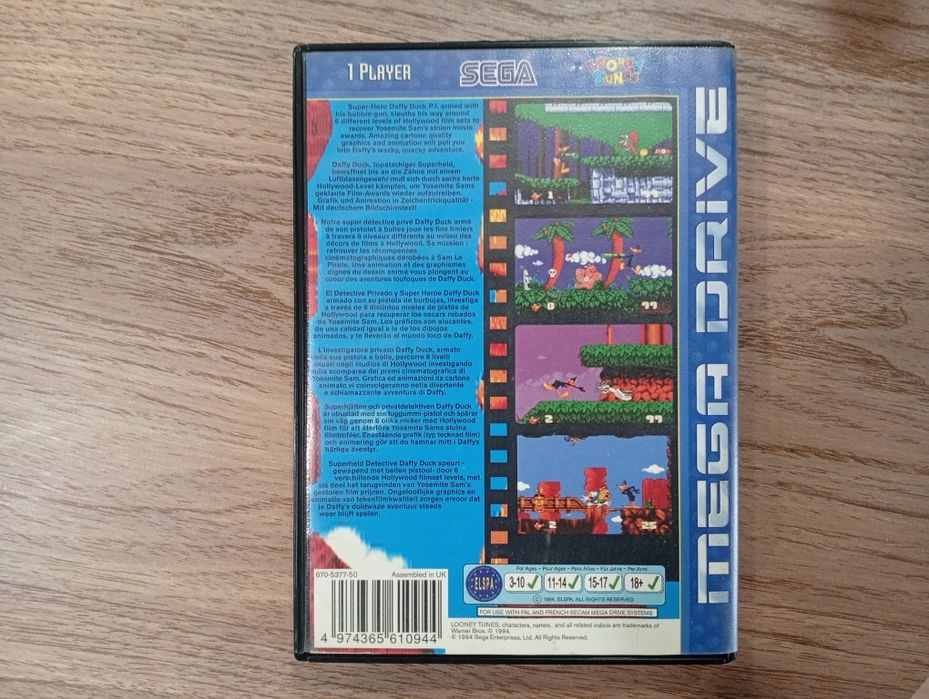 1 PLAYER
SEGA
LOONEY
TUNES
Super-Hero Daffy Duck P.I. armed with
his bubble-gun, sleuths his way around
6 different levels of Hollywood film sets to
recover Yosemite Sam's stolen movie
awards. Amazing cartoon quality
graphics and animation will pull you
into Daffy's wacky, quacky adventure.
Daffy Duck, topatschiger Superheld,
bewaffnet bis an die Zähne mit einem
Luftblasengewehr muß sich durch sechs harte
Hollywood-Level kämpfen, um Yosemite Sams
geklaute Film-Awards wieder aufzutreiben.
Grafik und Animation in Zeichentrickqualität -
Mit deutschem Bildschirmtext!
Notre super détective privé Daffy Duck armé
de son pistolet à bulles joue les fins limiers
à travers 6 niveaux différents au milieu des
décors de films à Hollywood. Sa mission :
retrouver les récompenses
cinématographiques dérobées à Sam Le
Pirate. Une animation et des graphismes
dignes du dessin animé vous plongent au
coeur des aventures loufoques de Daffy Duck.
El Detective Privado y Super Heroe Daffy Duck
armado con su pistola de burbujas, investiga
a través de 6 distintos niveles de platós de
Hollywood para recuperar los oscars robados
da Yosemite Sam. Los gráficos son alucantes,
de una calidad igual a la de los dibujos
animados, y te llevarán al mundo loco de Daffy.
L'investigatore privato Daffy Duck, armato
della sua pistola a bolle, percorre 6 livelli
situati negli studios di Hollywood investigando
sulla scomparsa dei premi cinematografica di
Yosemite Sam. Grafica ed animazioni da cartone
animato vi coinvolgeranno nella divertente
e schiamazzante avventura di Daffy.
Superhjälten och privatdetektiven Daffy Duck
är utrustad med sin tuggummi-pistol och spårar
sin väg genom 6 olika nivåer med Hollywood
film för att återföra Yosemite Sams stulna
filmtroféer. Enastående grafik (typ tecknad film)
och animering gör att du hamnar mitt i Daffys
härliga äventyr.
Superheld Detective Daffy Duck speurt -
gewapend met bellen pistool- door 6
verschillende Hollywood filmset levels, met
als doel het terugvinden van Yosemite Sam's
gestolen film prijzen. Ongelooflijke graphics en
animatie van tekenfilmkwaliteit zorgen ervoor dat
je Daffy's doldwaze avontuur steeds
weer blijft spelen.
0 99
2 99
2 25
MEGA DRIVE
670-5377-50 Assembled in UK
4 974365 610944
ELSPA
For Ages - Pour Ages - Para Años - Für Jahre - Per Anni
3-10 ✓ 11-14 ✓ 15-17 ✓ 18+ ✓
© 1994, ELSPA. ALL RIGHTS RESERVED
FOR USE WITH PAL AND FRENCH SECAM MEGA DRIVE SYSTEMS
LOONEY TUNES, characters, names, and all related indicia are trademarks of
Warner Bros. © 1994.
© 1994 Sega Enterprises, Ltd. All Rights Reserved.